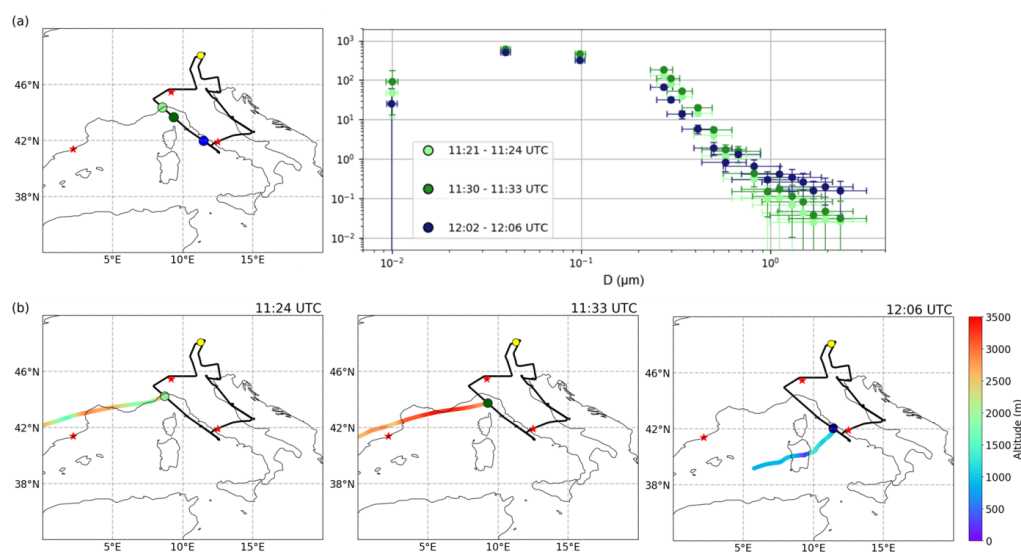 (a)
46°N
42°N
38°N
5°E 10°E 15°E
10³
10²
10¹
10⁰
10⁻¹
10⁻²
11:21 - 11:24 UTC
11:30 - 11:33 UTC
12:02 - 12:06 UTC
10⁻² 10⁻¹ 10⁰
D (μm)
(b)
11:24 UTC
46°N
42°N
38°N
5°E 10°E 15°E
11:33 UTC
46°N
42°N
38°N
5°E 10°E 15°E
12:06 UTC
46°N
42°N
38°N
5°E 10°E 15°E
3500
3000
2500
2000
1500
1000
500
0
Altitude (m)